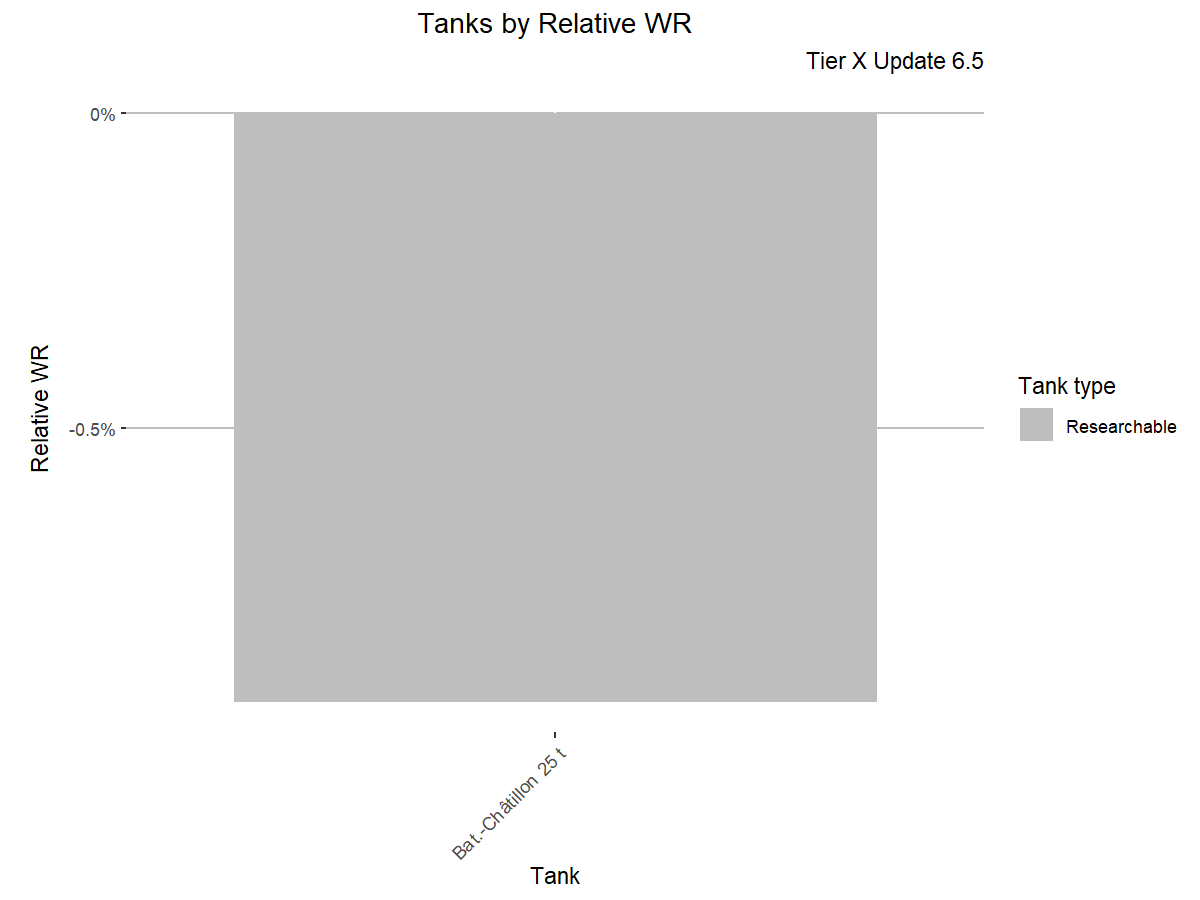 Tanks by Relative WR
Tier X Update 6.5
0%
-0.5%
Relative WR
Bat.-Châtillon 25 t
Tank
Tank type
Researchable